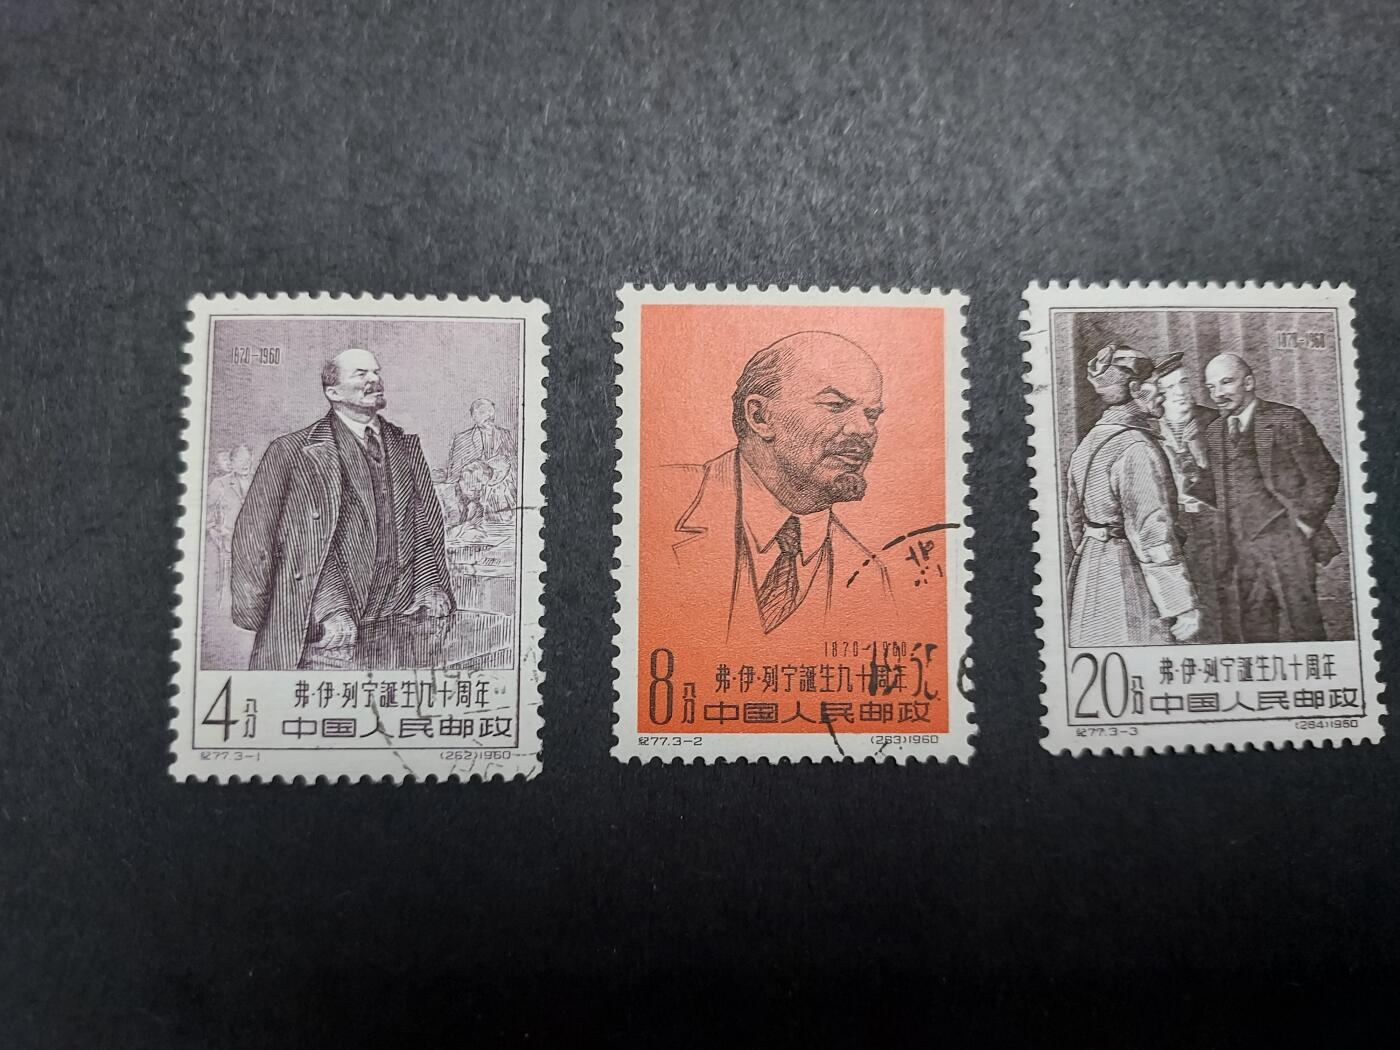 1870-1960
4分
弗·伊·列宁誕生九十周年
中国人民邮政
紀77.3-1
(262)1960
1870-1960
8分
弗·伊·列宁誕生九十周年
中国人民邮政
紀77.3-2
(263)1960
1870-1960
20分
弗·伊·列宁誕生九十周年
中国人民邮政
紀77.3-3
(264)1960